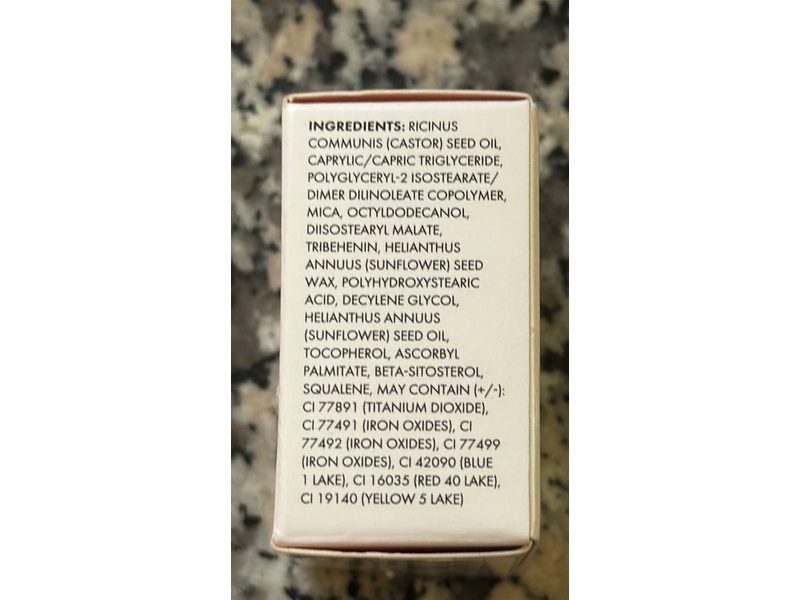 INGREDIENTS: RICINUS
COMMUNIS (CASTOR) SEED OIL,
CAPRYLIC/CAPRIC TRIGLYCERIDE,
POLYGLYCERYL-2 ISOSTEARATE/
DIMER DILINOLEATE COPOLYMER,
MICA, OCTYLDODECANOL,
DIISOSTEARYL MALATE,
TRIBEHENIN, HELIANTHUS
ANNUUS (SUNFLOWER) SEED
WAX, POLYHYDROXYSTEARIC
ACID, DECYLENE GLYCOL,
HELIANTHUS ANNUUS
(SUNFLOWER) SEED OIL,
TOCOPHEROL, ASCORBYL
PALMITATE, BETA-SITOSTEROL,
SQUALENE, MAY CONTAIN (+/-):
CI 77891 (TITANIUM DIOXIDE),
CI 77491 (IRON OXIDES), CI
77492 (IRON OXIDES), CI 77499
(IRON OXIDES), CI 42090 (BLUE
1 LAKE), CI 16035 (RED 40 LAKE),
CI 19140 (YELLOW 5 LAKE)